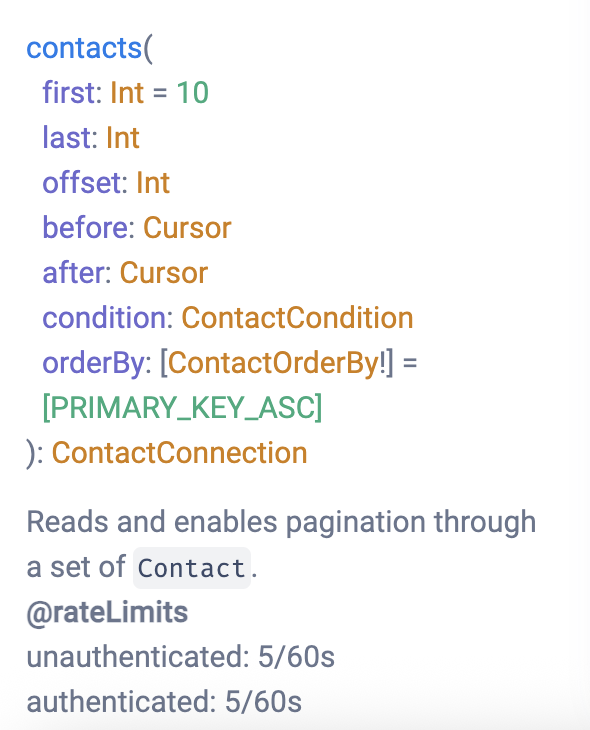 contacts(
first: Int = 10
last: Int
offset: Int
before: Cursor
after: Cursor
condition: ContactCondition
orderBy: [ContactOrderBy!] =
[PRIMARY_KEY_ASC]
): ContactConnection
Reads and enables pagination through
a set of Contact.
@rateLimits
unauthenticated: 5/60s
authenticated: 5/60s